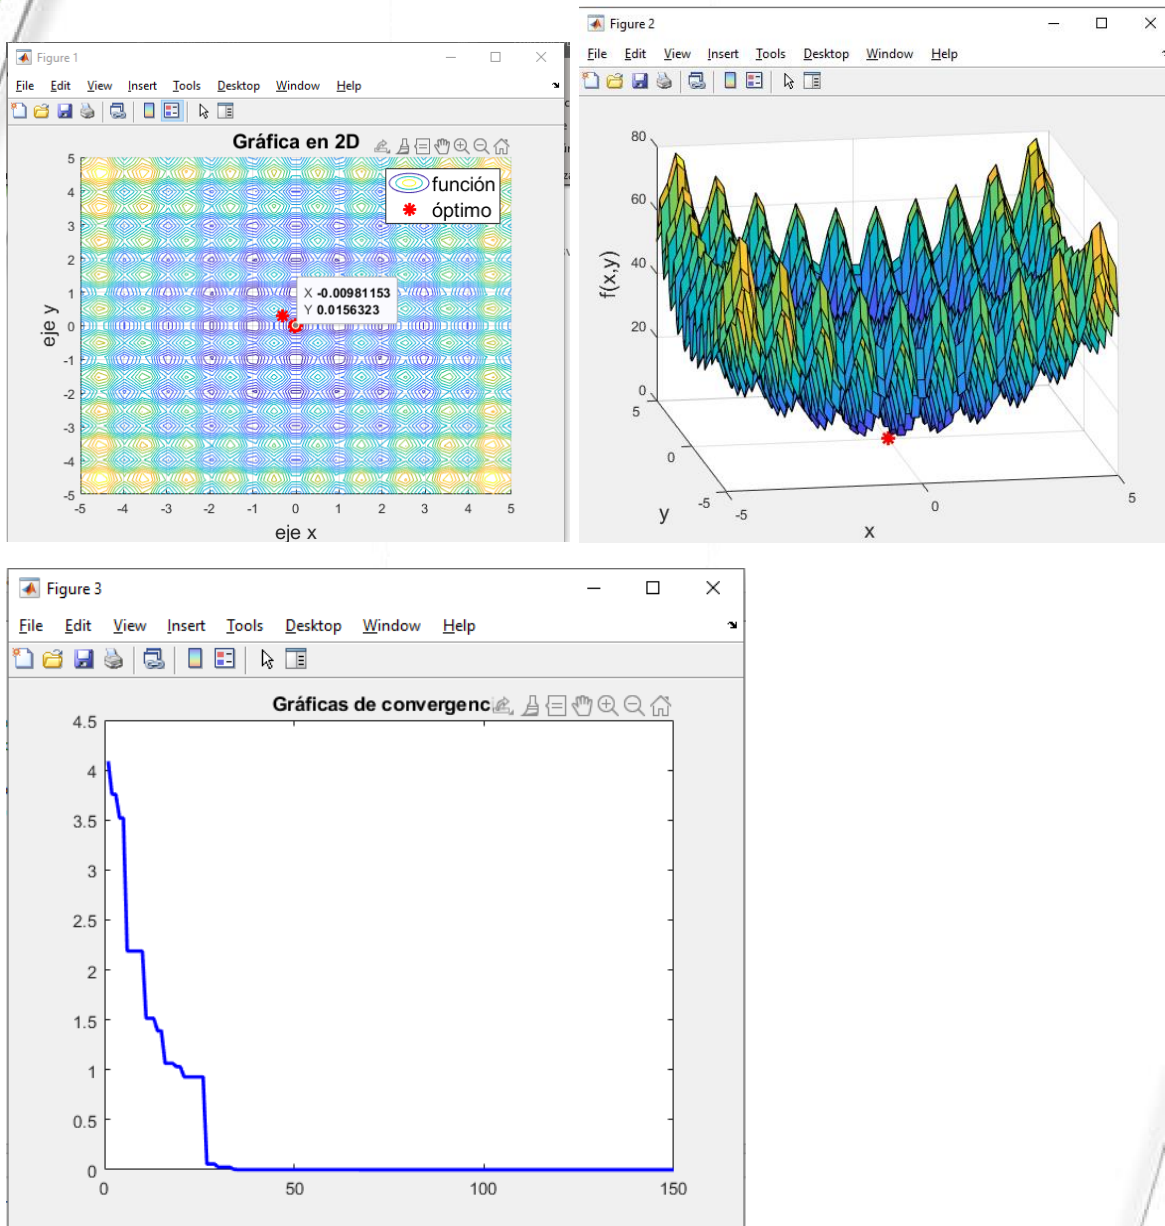 Figure 1
File Edit View Insert Tools Desktop Window Help
Gráfica en 2D
función
óptimo
X -0.00981153
Y 0.0156323
5
4
3
2
1
0
-1
-2
-3
-4
-5
eje y
-5 -4 -3 -2 -1 0 1 2 3 4 5
eje x
Figure 2
File Edit View Insert Tools Desktop Window Help
80
60
40
20
0
f(x,y)
5
0
-5
y
-5
0
5
x
Figure 3
File Edit View Insert Tools Desktop Window Help
Gráficas de convergenc
4.5
4
3.5
3
2.5
2
1.5
1
0.5
0
0 50 100 150